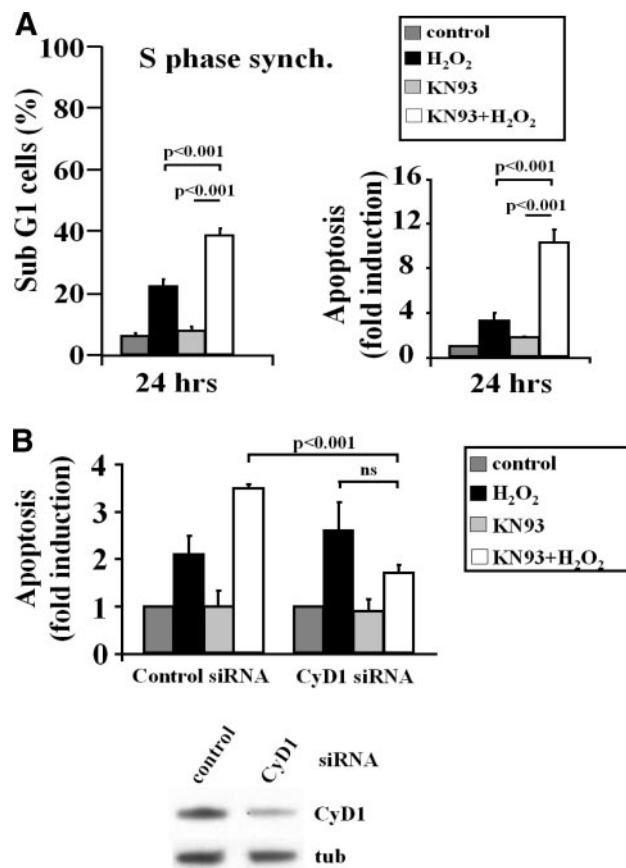 A
S phase synch.
control
H₂O₂
KN93
KN93+H₂O₂
Sub G1 cells (%)
100
80
60
40
20
0
p<0.001
p<0.001
24 hrs
Apoptosis
(fold induction)
16
12
8
4
0
p<0.001
p<0.001
24 hrs
B
Apoptosis
(fold induction)
4
3
2
1
0
p<0.001
ns
Control siRNA
CyD1 siRNA
control
H₂O₂
KN93
KN93+H₂O₂
control
CyD1
siRNA
CyD1
tub